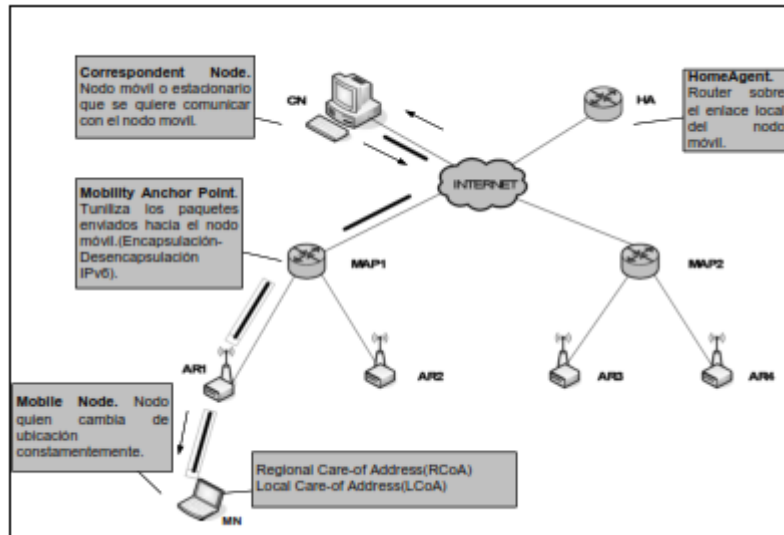 Correspondent Node.
Nodo móvil o estacionario
que se quiere comunicar
con el nodo movil.
CN
HA
HomeAgent.
Router sobre
el enlace local
del nodo
móvil.
INTERNET
Mobility Anchor Point.
Tuniliza los paquetes
enviados hacia el nodo
móvil.(Encapsulación-
Desencapsulación
IPv6).
MAP1
MAP2
AR1
AR2
AR3
AR4
Mobile Node. Nodo
quien cambia de
ubicación
constamentemente.
Regional Care-of Address(RCoA)
Local Care-of Address(LCoA)
MN